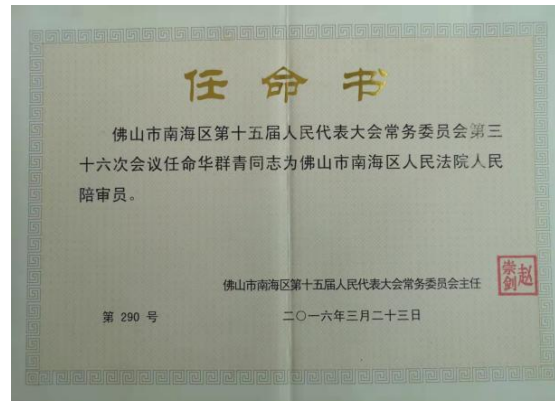 任命书
佛山市南海区第十五届人民代表大会常务委员会第三
十六次会议任命华群青同志为佛山市南海区人民法院人民
陪审员。
佛山市南海区第十五届人民代表大会常务委员会主任
赵崇剑
第 290 号
二〇一六年三月二十三日